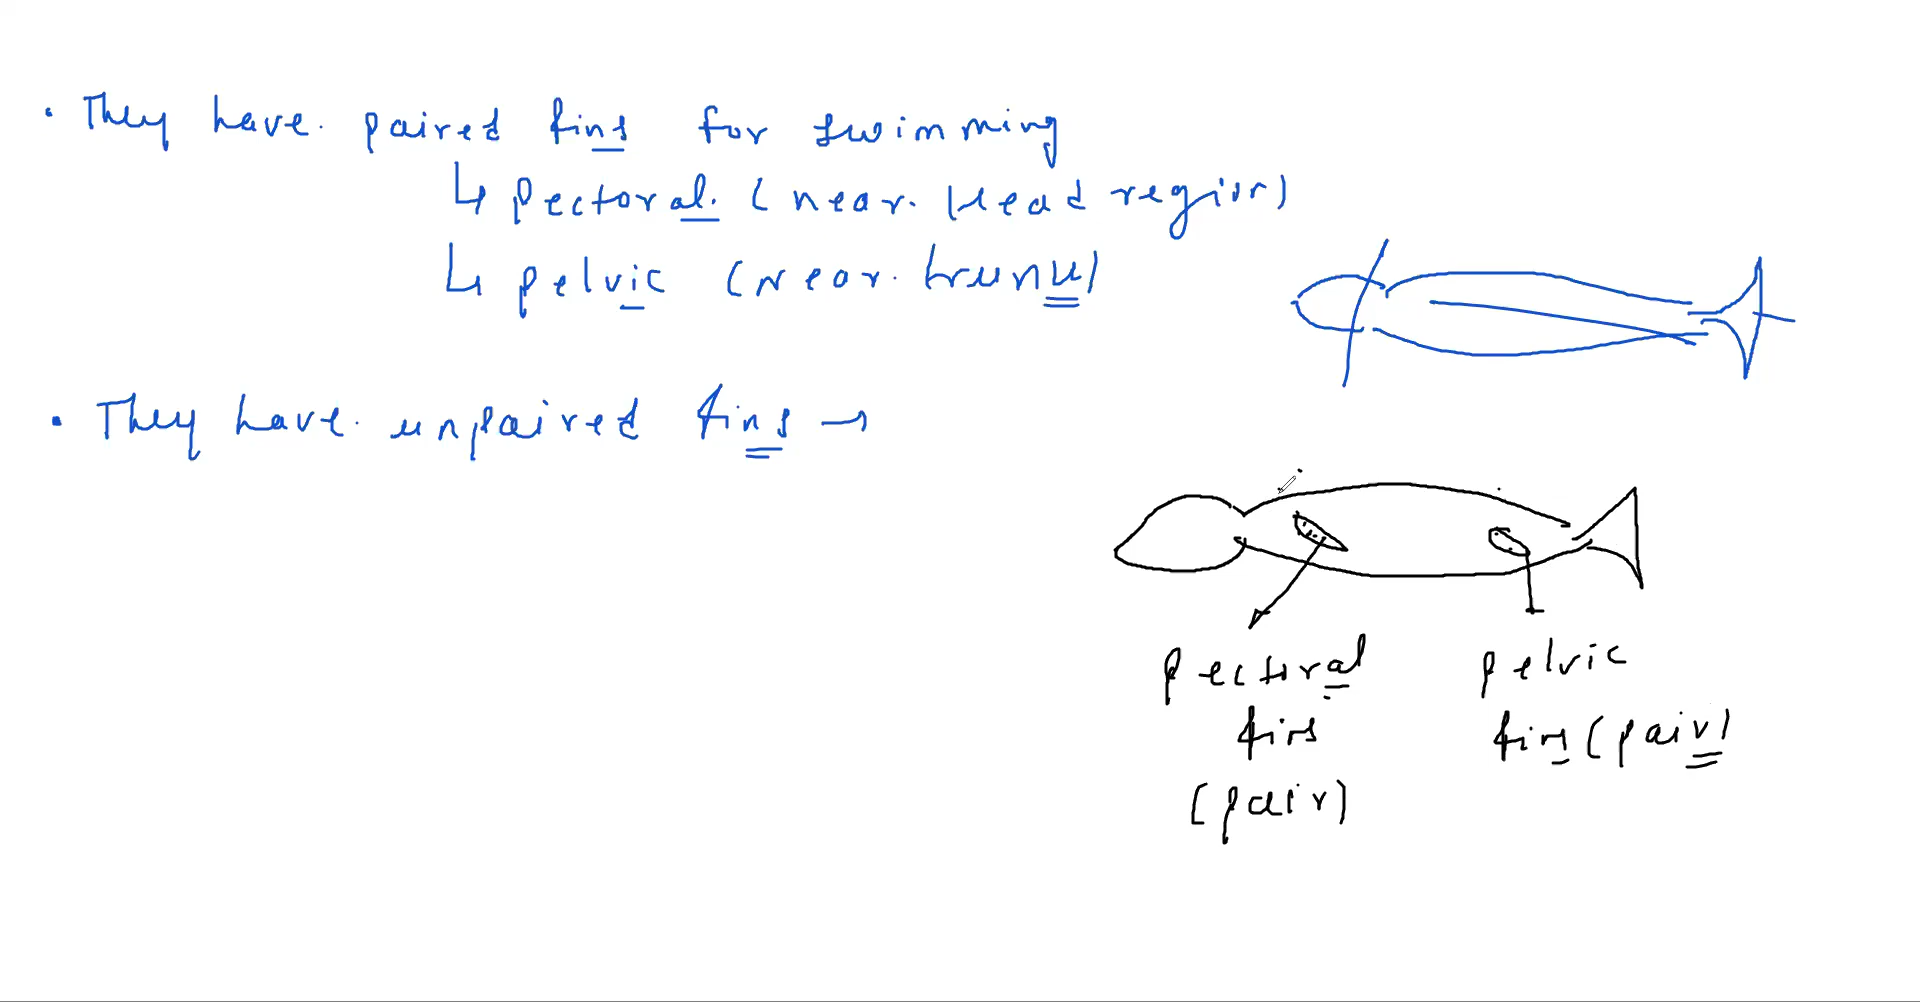 • They have paired fins for swimming
↳ Pectoral (near Head region)
↳ pelvic (near trunk)
• They have unpaired fins →
pectoral
fins
(pair)
pelvic
fins (pair)